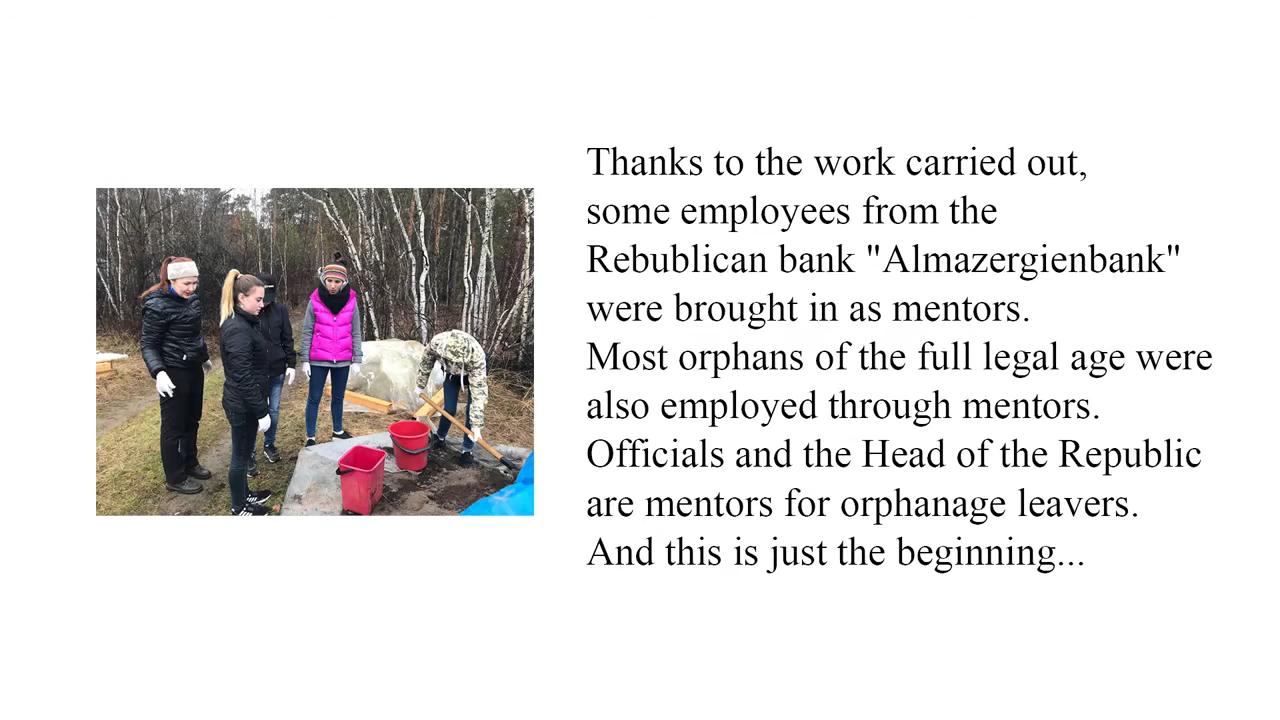 Thanks to the work carried out,
some employees from the
Rebublican bank "Almazergienbank"
were brought in as mentors.
Most orphans of the full legal age were
also employed through mentors.
Officials and the Head of the Republic
are mentors for orphanage leavers.
And this is just the beginning...